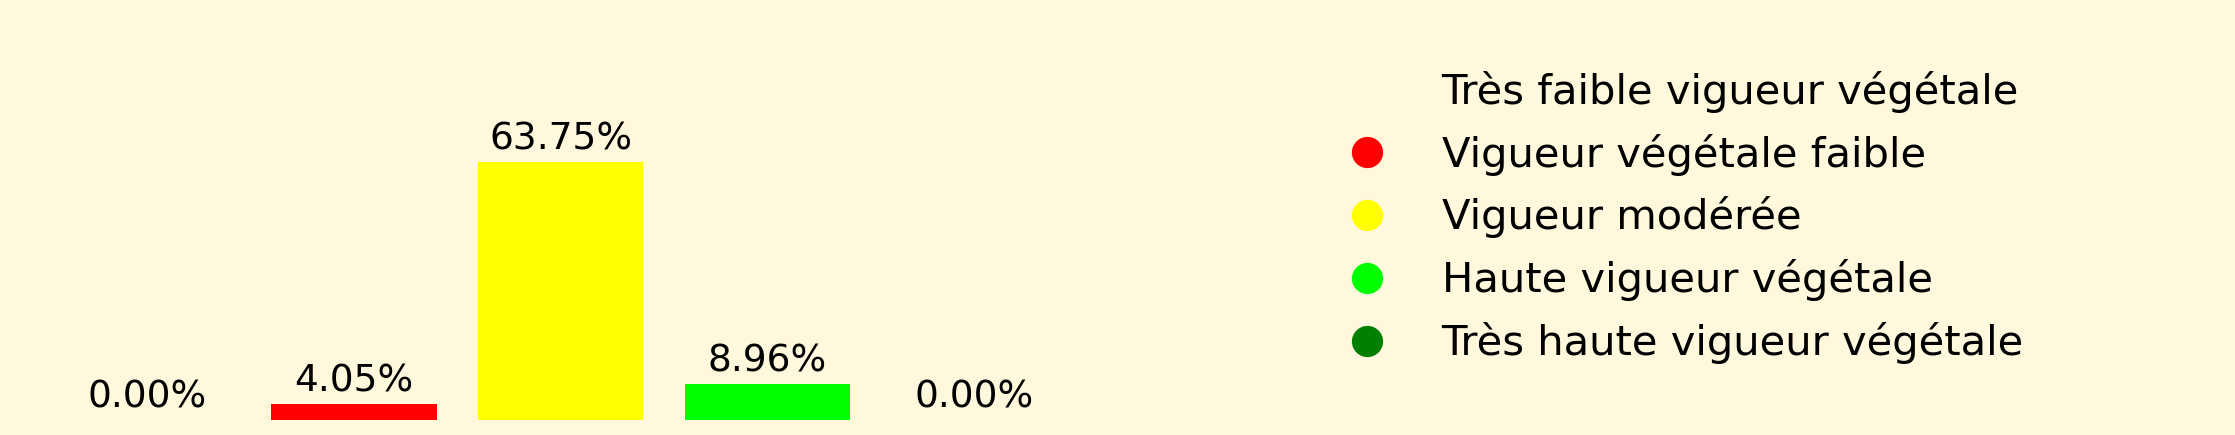 0.00%
4.05%
63.75%
8.96%
0.00%
Très faible vigueur végétale
Vigueur végétale faible
Vigueur modérée
Haute vigueur végétale
Très haute vigueur végétale